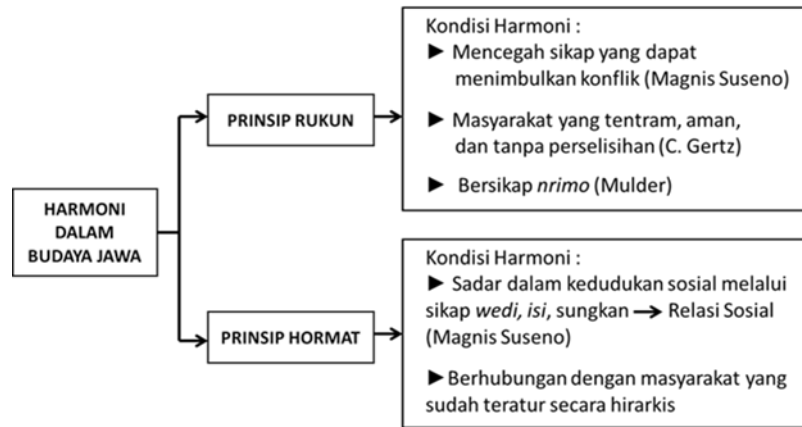 HARMONI
DALAM
BUDAYA JAWA
PRINSIP RUKUN
Kondisi Harmoni :
► Mencegah sikap yang dapat
menimbulkan konflik (Magnis Suseno)
► Masyarakat yang tentram, aman,
dan tanpa perselisihan (C. Gertz)
► Bersikap nrimo (Mulder)
PRINSIP HORMAT
Kondisi Harmoni :
► Sadar dalam kedudukan sosial melalui
sikap wedi, isi, sungkan → Relasi Sosial
(Magnis Suseno)
►Berhubungan dengan masyarakat yang
sudah teratur secara hirarkis